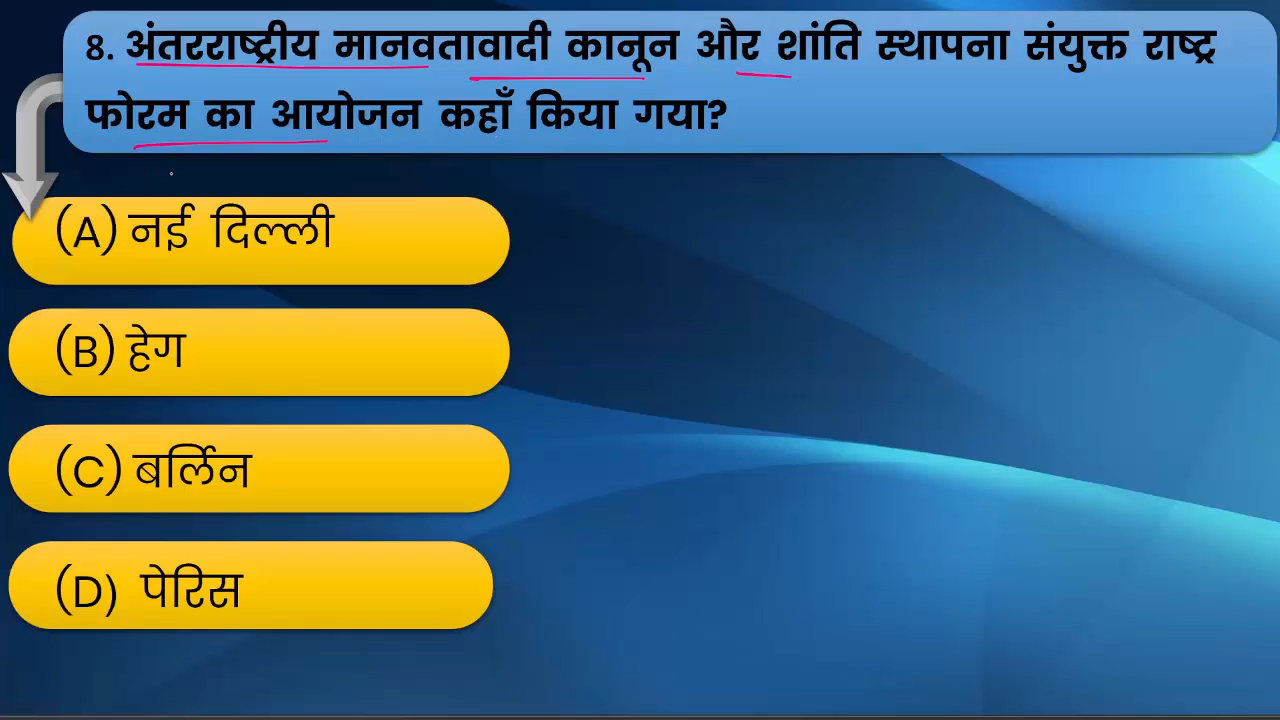 8. अंतरराष्ट्रीय मानवतावादी कानून और शांति स्थापना संयुक्त राष्ट्र
फोरम का आयोजन कहाँ किया गया?
(A) नई दिल्ली
(B) हेग
(C) बर्लिन
(D) पेरिस